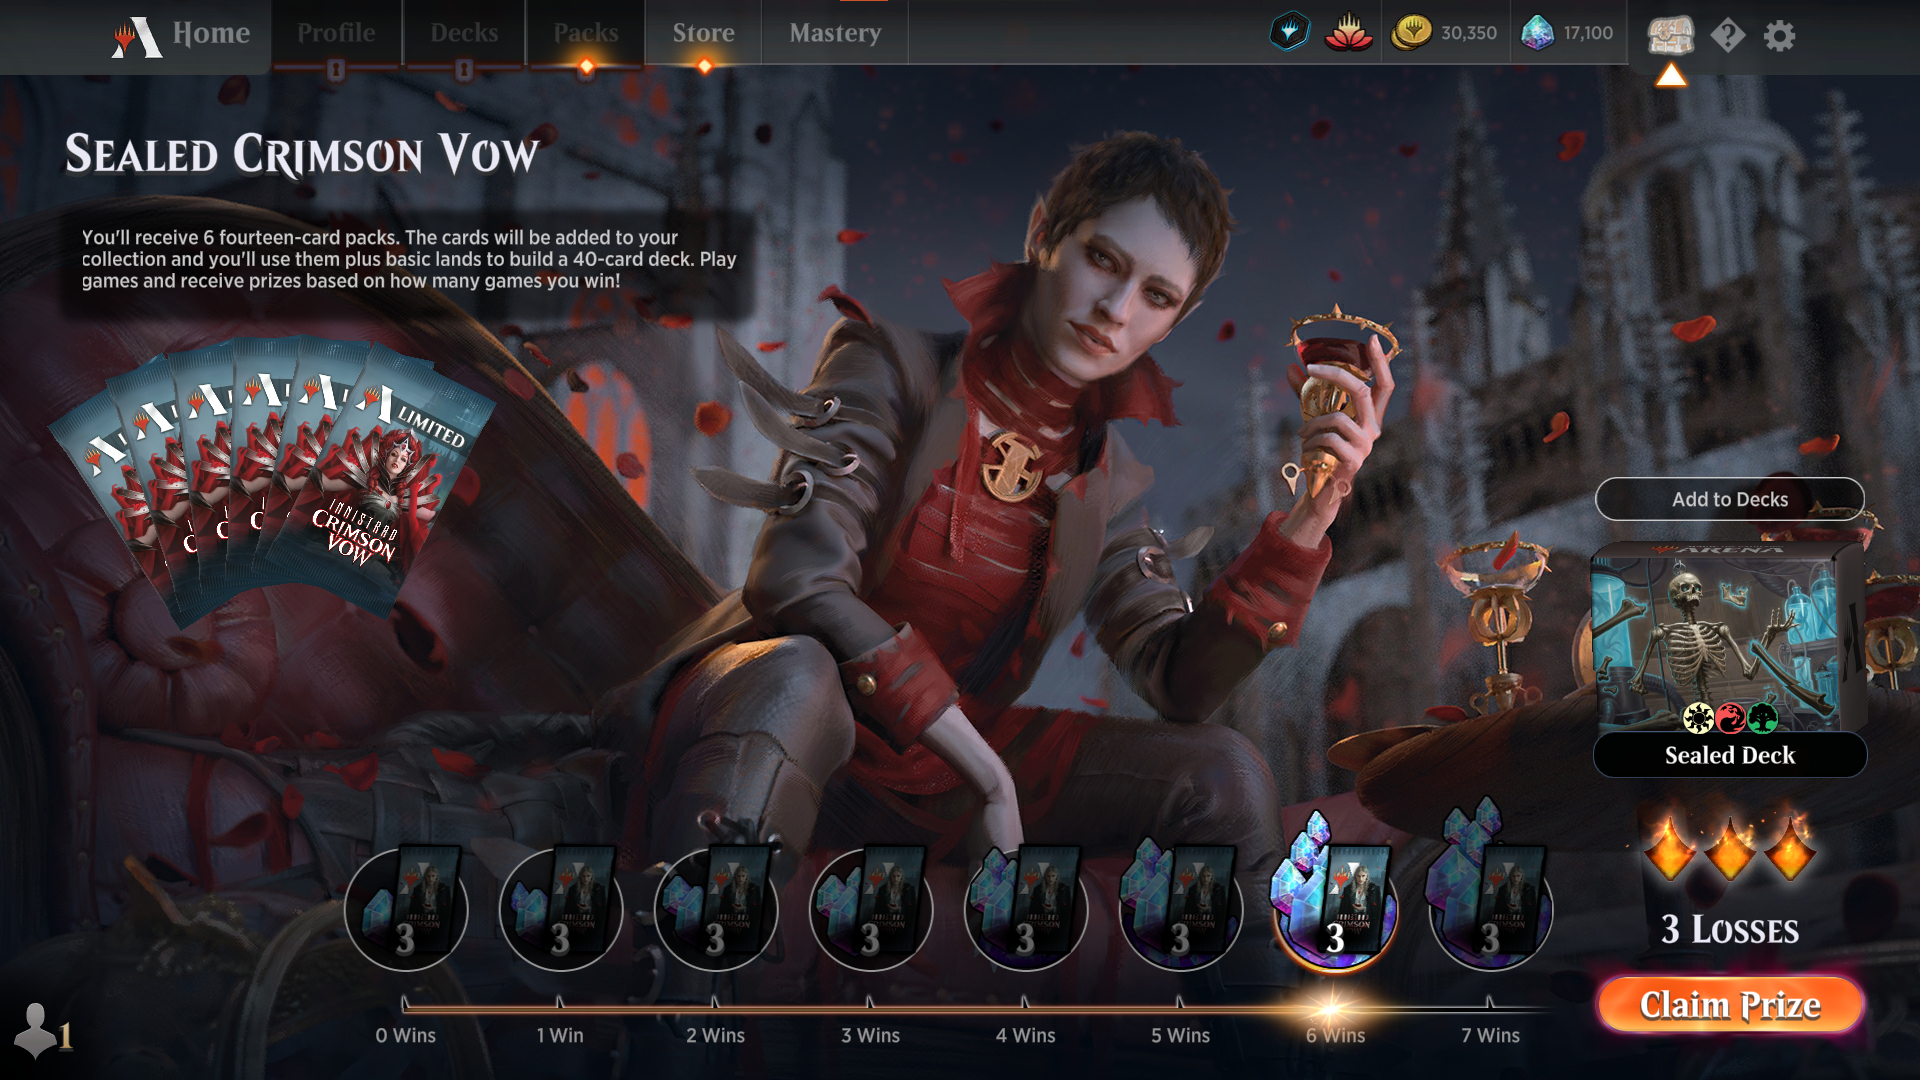 Home
Profile
Decks
Packs
Store
Mastery
30,350
17,100
Sealed Crimson Vow
You'll receive 6 fourteen-card packs. The cards will be added to your
collection and you'll use them plus basic lands to build a 40-card deck. Play
games and receive prizes based on how many games you win!
LIMITED
INNISTRAD
CRIMSON
VOW
Add to Decks
ARENA
Sealed Deck
3
3
3
3
3
3
3
3
3 Losses
Claim Prize
0 Wins
1 Win
2 Wins
3 Wins
4 Wins
5 Wins
6 Wins
7 Wins
1